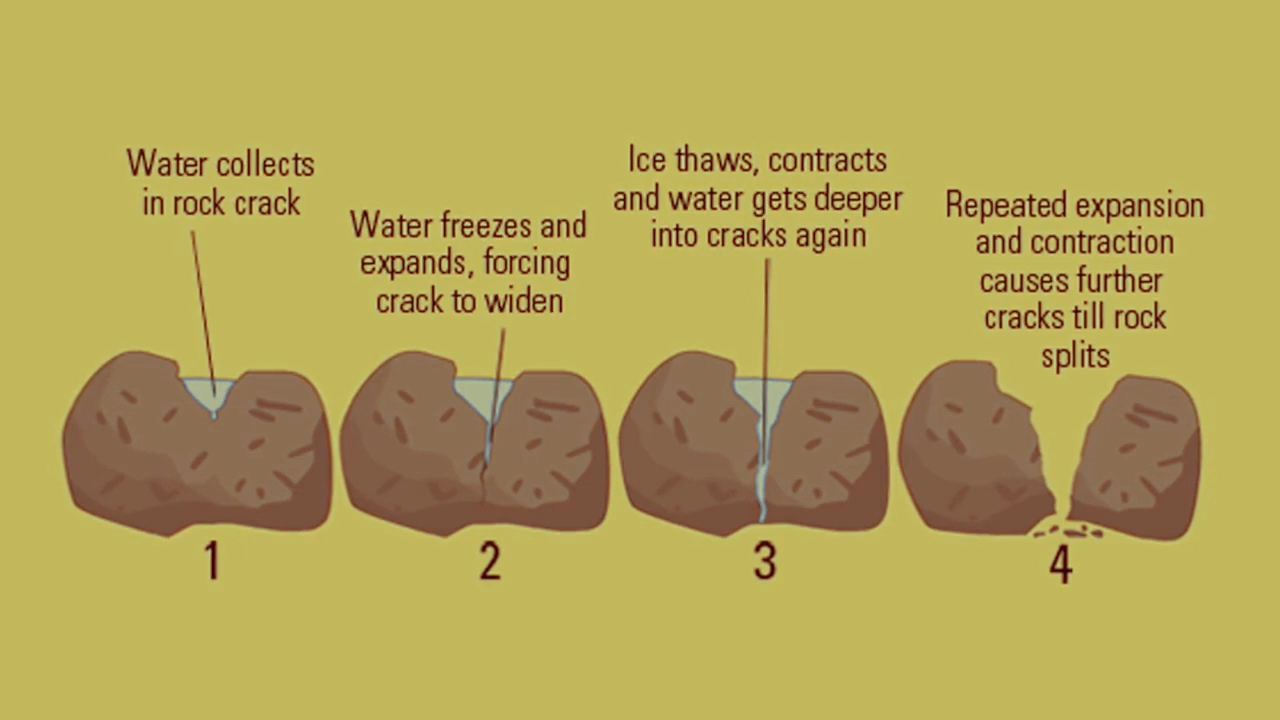 Water collects
in rock crack
Water freezes and
expands, forcing
crack to widen
Ice thaws, contracts
and water gets deeper
into cracks again
Repeated expansion
and contraction
causes further
cracks till rock
splits
1
2
3
4